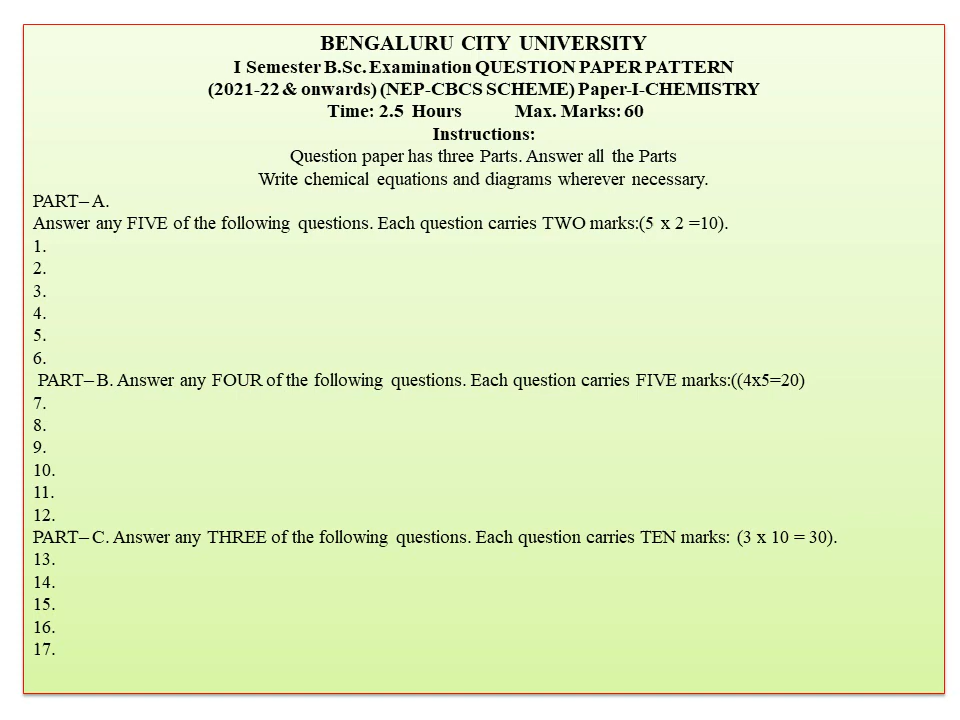 BENGALURU CITY UNIVERSITY
I Semester B.Sc. Examination QUESTION PAPER PATTERN
(2021-22 & onwards) (NEP-CBCS SCHEME) Paper-I-CHEMISTRY
Time: 2.5 Hours Max. Marks: 60
Instructions:
Question paper has three Parts. Answer all the Parts
Write chemical equations and diagrams wherever necessary.
PART– A.
Answer any FIVE of the following questions. Each question carries TWO marks:(5 x 2 =10).
1.
2.
3.
4.
5.
6.
PART– B. Answer any FOUR of the following questions. Each question carries FIVE marks:((4x5=20)
7.
8.
9.
10.
11.
12.
PART– C. Answer any THREE of the following questions. Each question carries TEN marks: (3 x 10 = 30).
13.
14.
15.
16.
17.